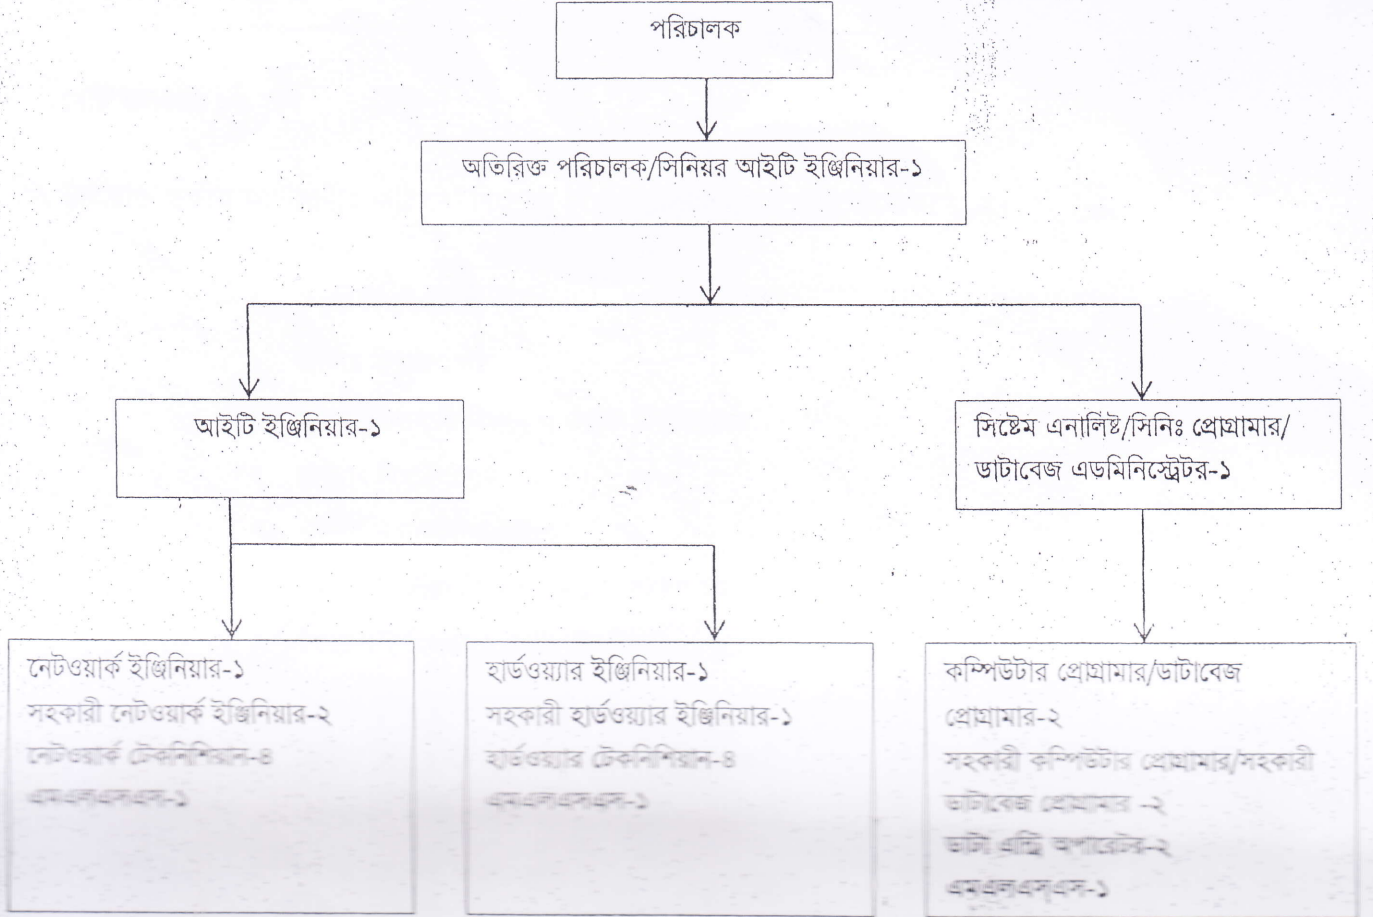 পরিচালক
অতিরিক্ত পরিচালক/সিনিয়র আইটি ইঞ্জিনিয়ার-১
আইটি ইঞ্জিনিয়ার-১
সিষ্টেম এনালিষ্ট/সিনিঃ প্রোগ্রামার/
ডাটাবেজ এডমিনিস্ট্রেটর-১
নেটওয়ার্ক ইঞ্জিনিয়ার-১
সহকারী নেটওয়ার্ক ইঞ্জিনিয়ার-২
নেটওয়ার্ক টেকনিশিয়ান-৪
এমএলএসএস-১
হার্ডওয়্যার ইঞ্জিনিয়ার-১
সহকারী হার্ডওয়্যার ইঞ্জিনিয়ার-১
হার্ডওয়্যার টেকনিশিয়ান-৪
এমএলএসএস-১
কম্পিউটার প্রোগ্রামার/ডাটাবেজ
প্রোগ্রামার-২
সহকারী কম্পিউটার প্রোগ্রামার/সহকারী
ডাটাবেজ প্রোগ্রামার -২
ডাটা এন্ট্রি অপারেটর-২
এমএলএসএস-১